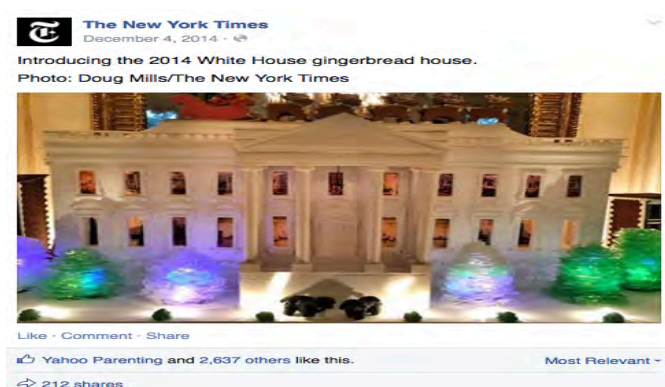 The New York Times
December 4, 2014 ·
Introducing the 2014 White House gingerbread house.
Photo: Doug Mills/The New York Times
Like · Comment · Share
Yahoo Parenting and 2,637 others like this.
Most Relevant
212 shares